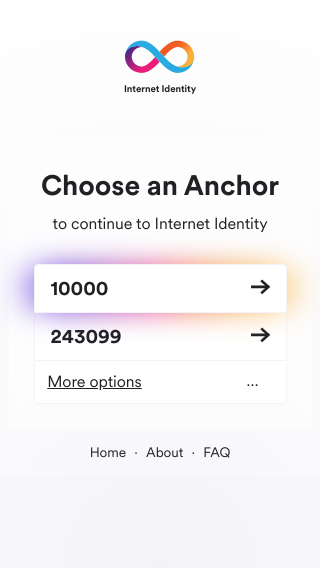 Internet Identity
Choose an Anchor
to continue to Internet Identity
10000
243099
More options ...
Home · About · FAQ